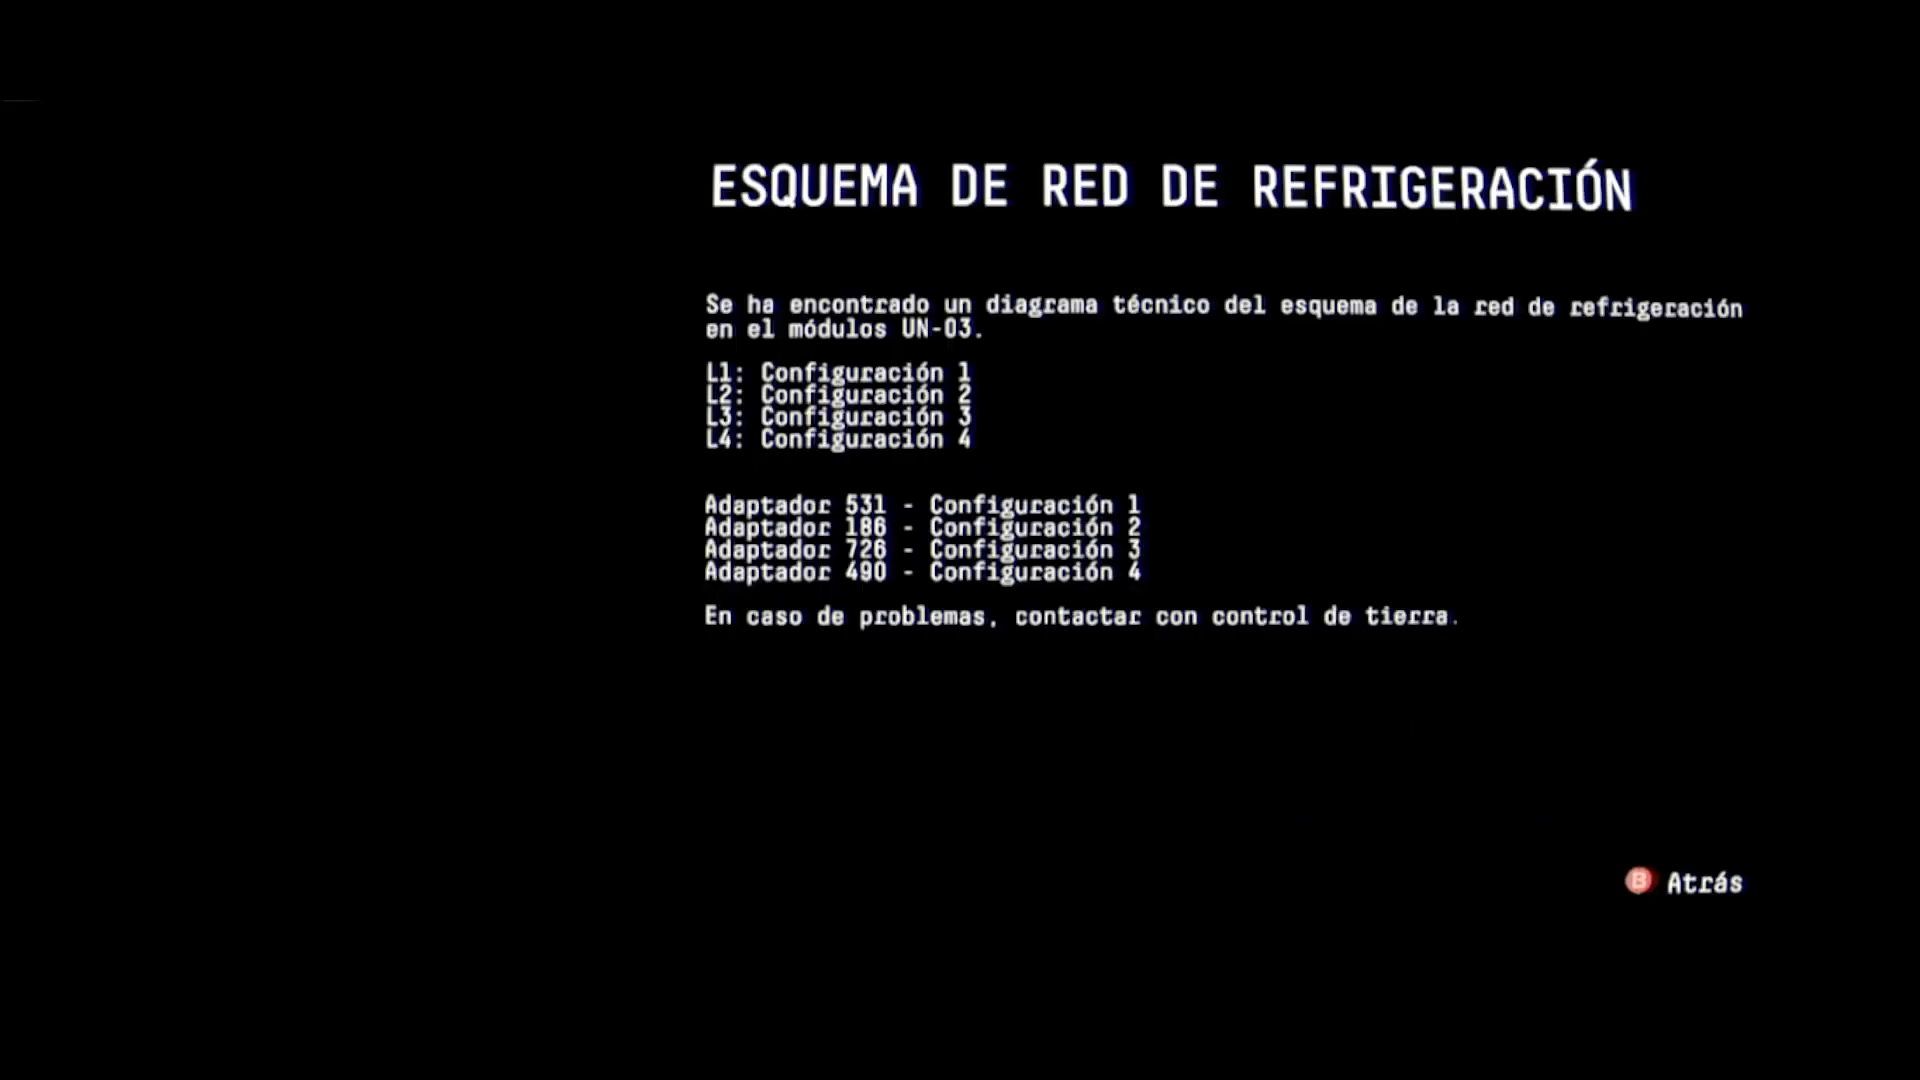 ESQUEMA DE RED DE REFRIGERACIÓN
Se ha encontrado un diagrama técnico del esquema de la red de refrigeración
en el módulos UN-03.
L1: Configuración 1
L2: Configuración 2
L3: Configuración 3
L4: Configuración 4
Adaptador 531 - Configuración 1
Adaptador 186 - Configuración 2
Adaptador 726 - Configuración 3
Adaptador 490 - Configuración 4
En caso de problemas, contactar con control de tierra.
B Atrás